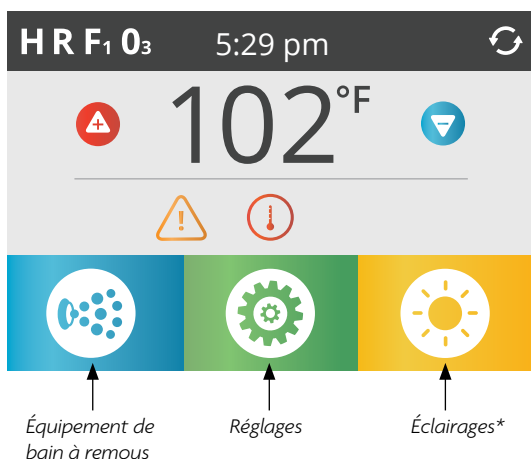 H R F1 03 5:29 pm
102°F
Équipement de
bain à remous
Réglages
Éclairages*